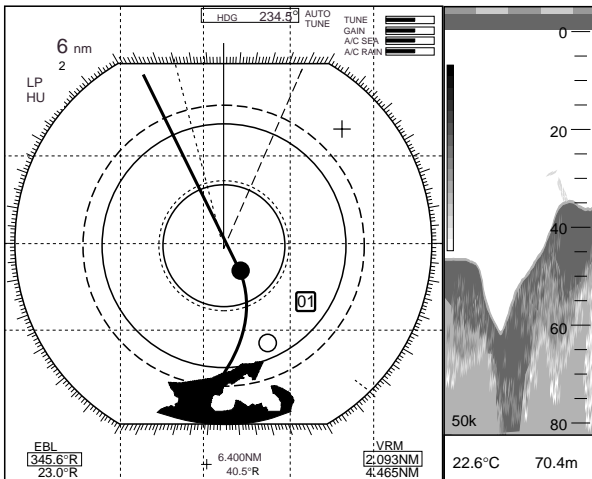 HDG 234.5° AUTO TUNE
TUNE
GAIN
A/C SEA
A/C RAIN
6 nm
2
LP
HU
01
EBL
345.6°R
23.0°R
6.400NM
40.5°R
VRM
2.093NM
4.465NM
0
20
40
60
80
50k
22.6°C 70.4m